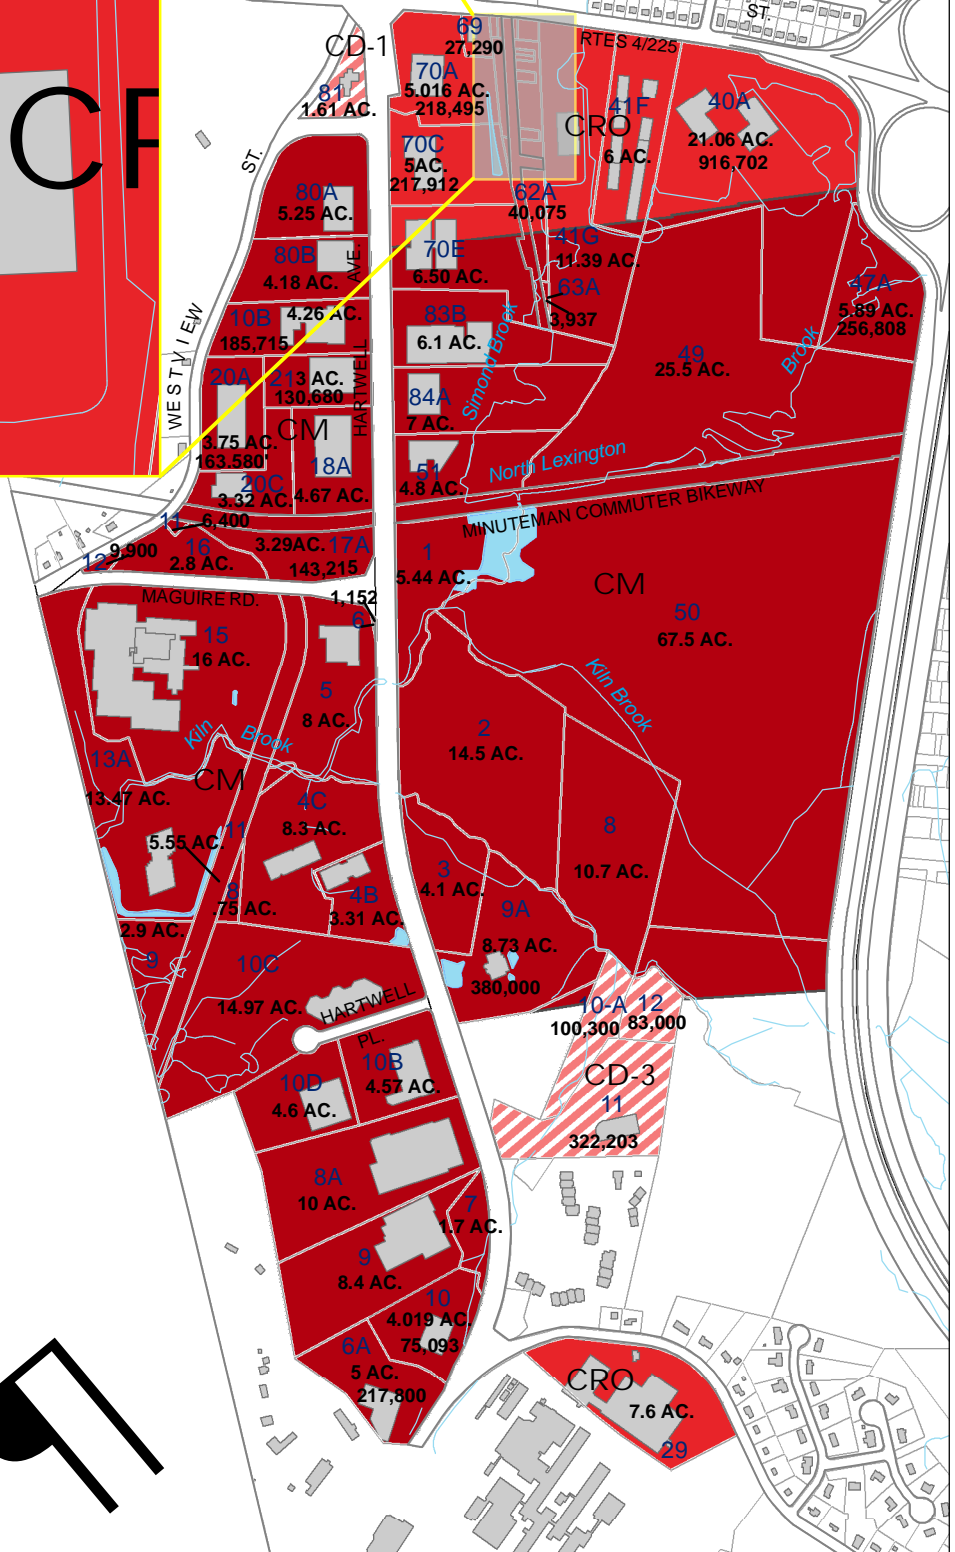 ST.
CD-1
81
1.61 AC.
69
27,290
RTES 4/225
70A
5.016 AC.
218,495
41F
CRO
6 AC.
40A
21.06 AC.
916,702
70C
5AC.
217,912
ST.
62A
40,075
80A
5.25 AC.
41G
11.39 AC.
70E
6.50 AC.
80B
4.18 AC.
AVE.
63A
3,937
47A
5.89 AC.
256,808
10B
4.26 AC.
185,715
83B
6.1 AC.
Simond Brook
Brook
49
25.5 AC.
WESTVIEW
HARTWELL
20A
21
3 AC.
130,680
84A
7 AC.
CM
3.75 AC.
163.580'
18A
4.67 AC.
20C
3.32 AC.
51
4.8 AC.
North Lexington
MINUTEMAN COMMUTER BIKEWAY
11
6,400
12
9,900
16
2.8 AC.
3.29AC.
17A
143,215
1
5.44 AC.
CM
50
67.5 AC.
MAGUIRE RD.
1,152
6
15
16 AC.
5
8 AC.
Kiln Brook
Kiln
Brook
2
14.5 AC.
13A
13.47 AC.
CM
4C
8.3 AC.
11
5.55 AC.
8
10.7 AC.
3
4.1 AC.
8
.75 AC.
4B
3.31 AC.
9A
8.73 AC.
380,000
2.9 AC.
9
10C
14.97 AC.
HARTWELL
PL.
10-A
100,300
12
83,000
CD-3
11
322,203
10D
4.6 AC.
10B
4.57 AC.
8A
10 AC.
7
1.7 AC.
9
8.4 AC.
10
4.019 AC.
75,093
6A
5 AC.
217,800
CRO
7.6 AC.
29